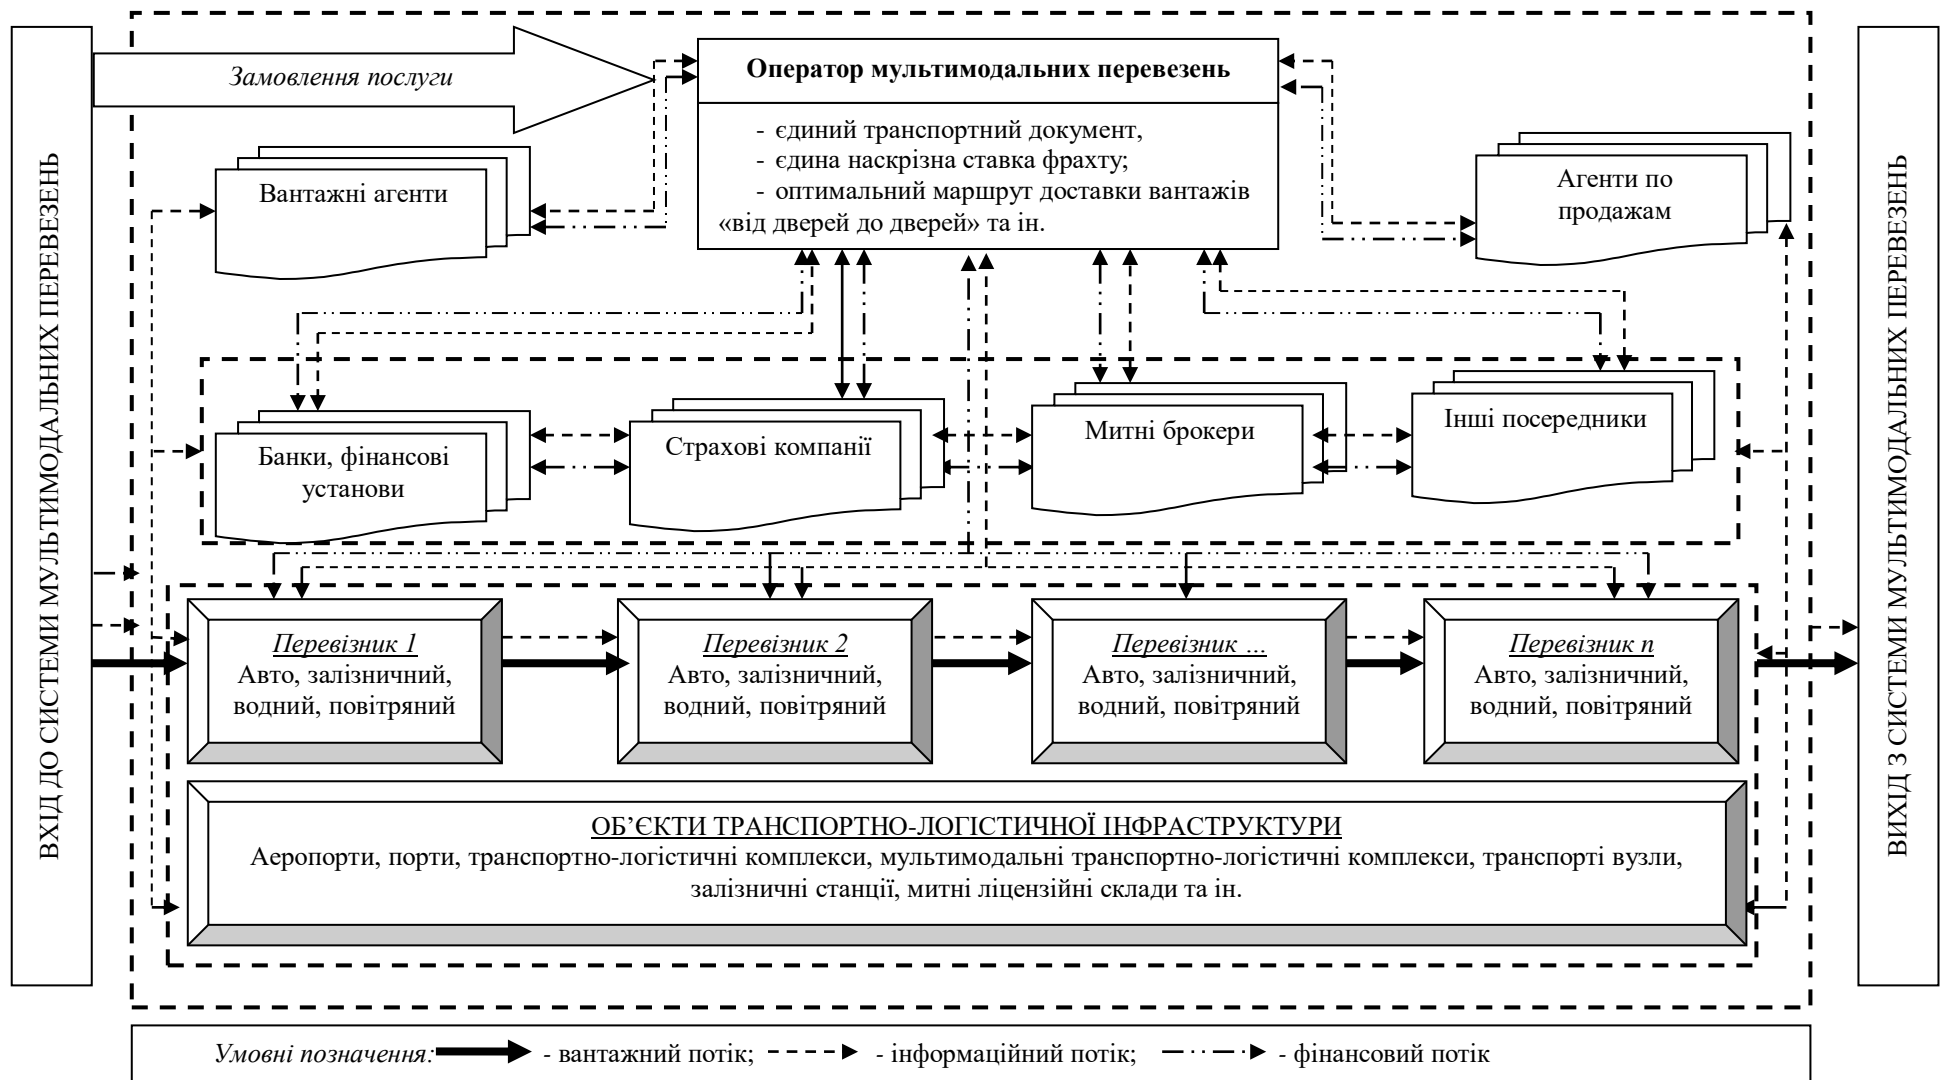 ВХІД ДО СИСТЕМИ МУЛЬТИМОДАЛЬНИХ ПЕРЕВЕЗЕНЬ
Замовлення послуги
Оператор мультимодальних перевезень
- єдиний транспортний документ,
- єдина наскрізна ставка фрахту;
- оптимальний маршрут доставки вантажів
«від дверей до дверей» та ін.
Вантажні агенти
Агенти по
продажам
Банки, фінансові
установи
Страхові компанії
Митні брокери
Інші посередники
Перевізник 1
Авто, залізничний,
водний, повітряний
Перевізник 2
Авто, залізничний,
водний, повітряний
Перевізник ...
Авто, залізничний,
водний, повітряний
Перевізник n
Авто, залізничний,
водний, повітряний
ОБ’ЄКТИ ТРАНСПОРТНО-ЛОГІСТИЧНОЇ ІНФРАСТРУКТУРИ
Аеропорти, порти, транспортно-логістичні комплекси, мультимодальні транспортно-логістичні комплекси, транспорті вузли,
залізничні станції, митні ліцензійні склади та ін.
ВИХІД З СИСТЕМИ МУЛЬТИМОДАЛЬНИХ ПЕРЕВЕЗЕНЬ
Умовні позначення: - вантажний потік; - інформаційний потік; - фінансовий потік